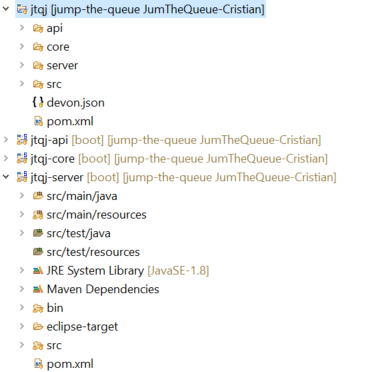 jtqj [jump-the-queue JumTheQueue-Cristian]
api
core
server
src
devon.json
pom.xml
jtqj-api [boot] [jump-the-queue JumTheQueue-Cristian]
jtqj-core [boot] [jump-the-queue JumTheQueue-Cristian]
jtqj-server [boot] [jump-the-queue JumTheQueue-Cristian]
src/main/java
src/main/resources
src/test/java
src/test/resources
JRE System Library [JavaSE-1.8]
Maven Dependencies
bin
eclipse-target
src
pom.xml